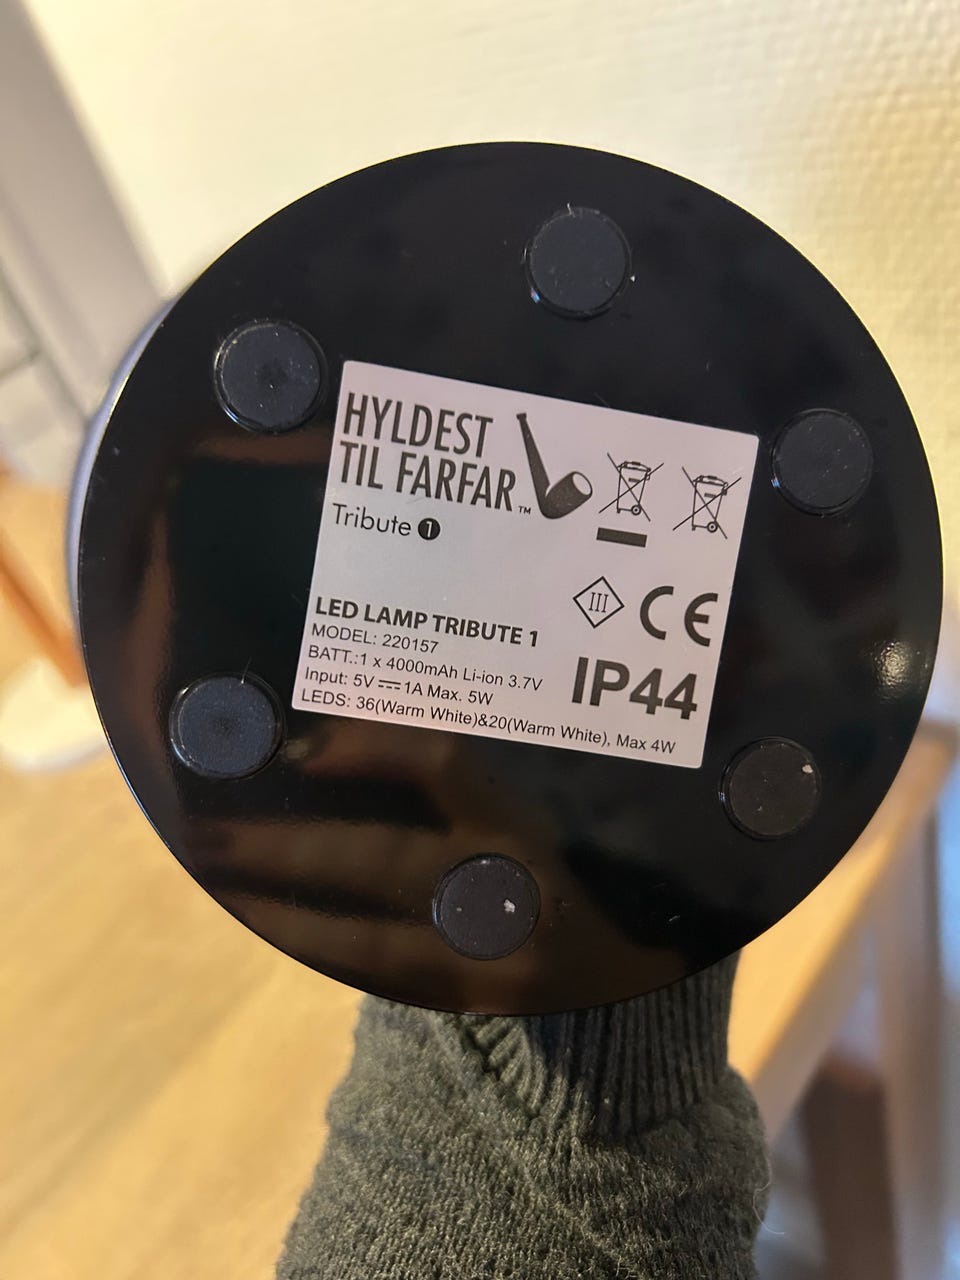 HYLDEST
TIL FARFAR™
Tribute 1
III
CE
LED LAMP TRIBUTE 1
MODEL: 220157
BATT.:1 x 4000mAh Li-ion 3.7V
Input: 5V ⎓ 1A Max. 5W
LEDS: 36(Warm White)&20(Warm White), Max 4W
IP44